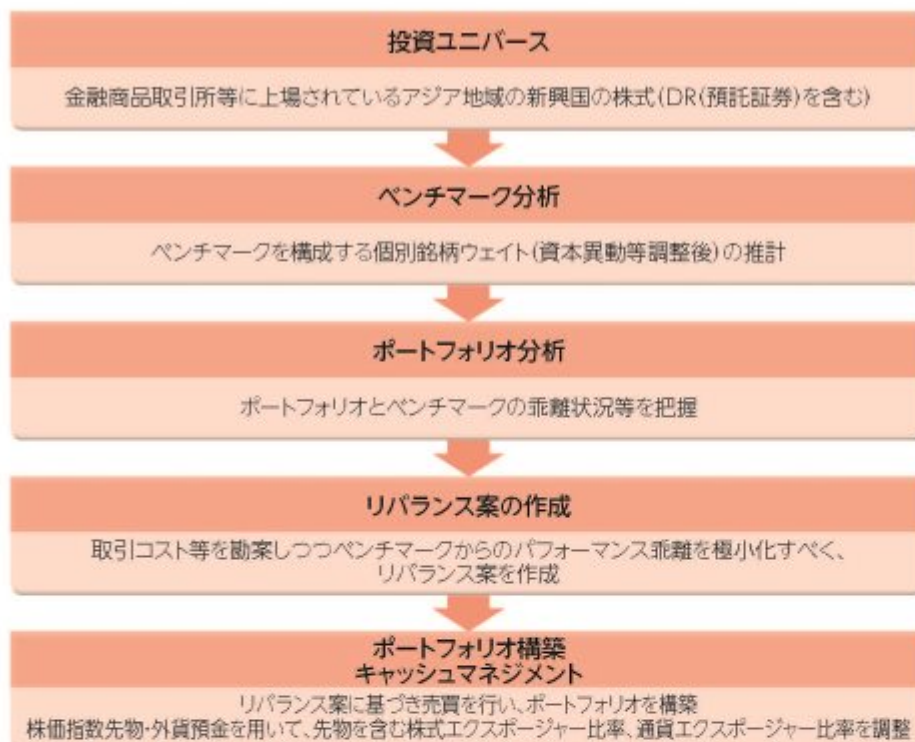 投資ユニバース
金融商品取引所等に上場されているアジア地域の新興国の株式(DR(預託証券)を含む)
ベンチマーク分析
ベンチマークを構成する個別銘柄ウェイト(資本異動等調整後)の推計
ポートフォリオ分析
ポートフォリオとベンチマークの乖離状況等を把握
リバランス案の作成
取引コスト等を勘案しつつベンチマークからのパフォーマンス乖離を極小化すべく、
リバランス案を作成
ポートフォリオ構築
キャッシュマネジメント
リバランス案に基づき売買を行い、ポートフォリオを構築
株価指数先物・外貨預金を用いて、先物を含む株式エクスポージャー比率、通貨エクスポージャー比率を調整